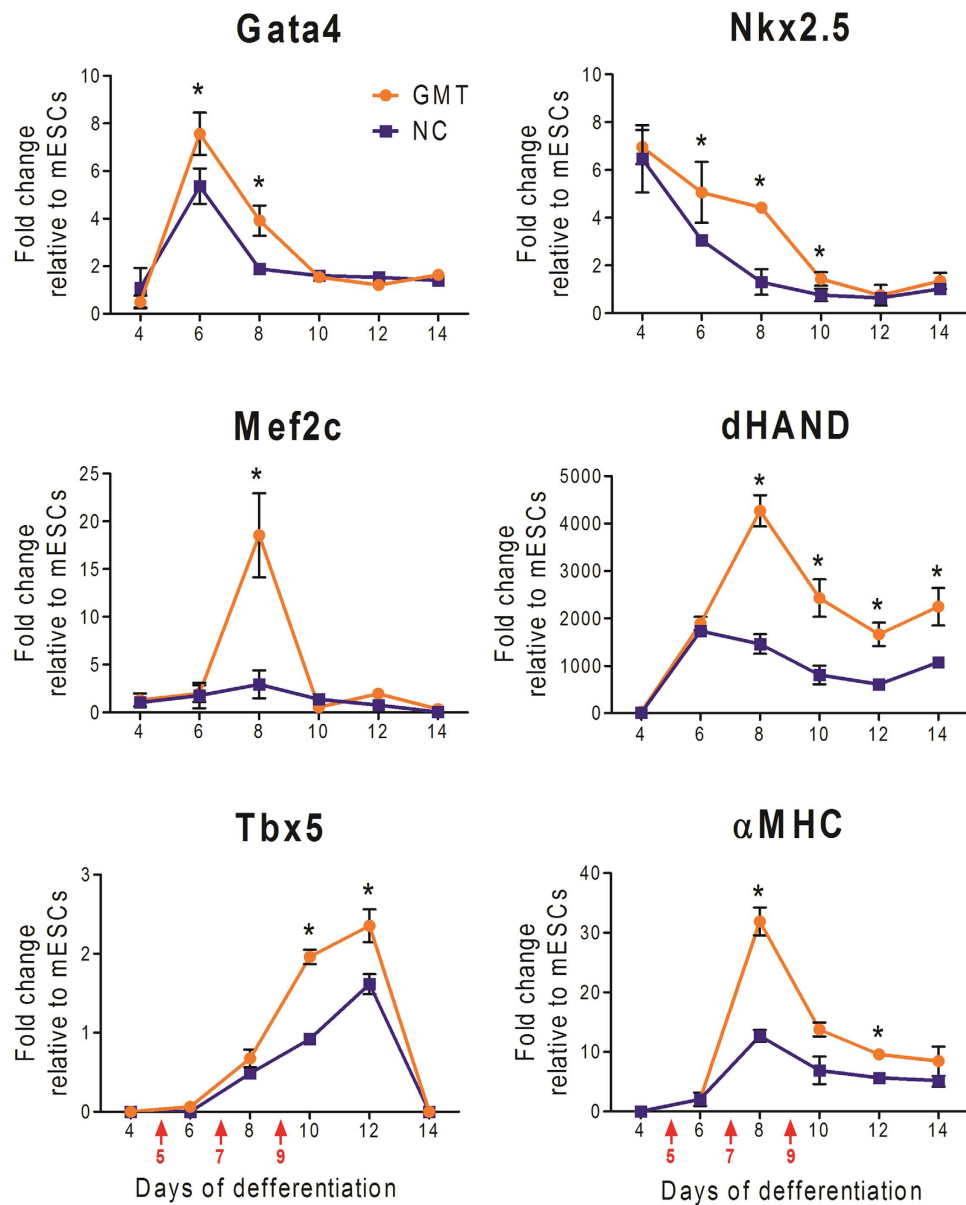 Gata4
Fold change
relative to mESCs
10
8
6
4
2
0
*
*
GMT
NC
4 6 8 10 12 14
Nkx2.5
Fold change
relative to mESCs
10
8
6
4
2
0
*
*
*
4 6 8 10 12 14
Mef2c
Fold change
relative to mESCs
25
20
15
10
5
0
*
4 6 8 10 12 14
dHAND
Fold change
relative to mESCs
5000
4000
3000
2000
1000
0
*
*
*
*
4 6 8 10 12 14
Tbx5
Fold change
relative to mESCs
3
2
1
0
*
*
4 6 8 10 12 14
5 7 9
Days of defferentiation
αMHC
Fold change
relative to mESCs
40
30
20
10
0
*
*
4 6 8 10 12 14
5 7 9
Days of defferentiation